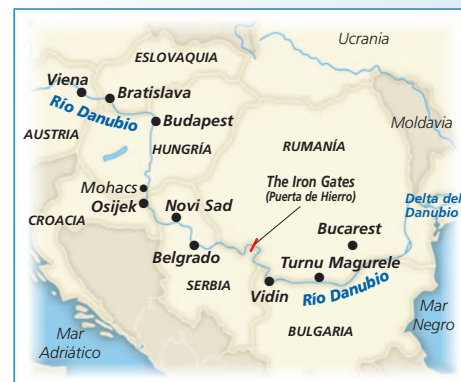 Ucrania
ESLOVAQUIA
Viena
Bratislava
Río Danubio
Moldavia
Budapest
AUSTRIA
HUNGRÍA
RUMANÍA
Mohacs
The Iron Gates
(Puerta de Hierro)
Delta del
Danubio
Osijek
Novi Sad
CROACIA
Bucarest
Belgrado
Turnu Magurele
SERBIA
Vidin
Río Danubio
Mar
Negro
BULGARIA
Mar
Adriático